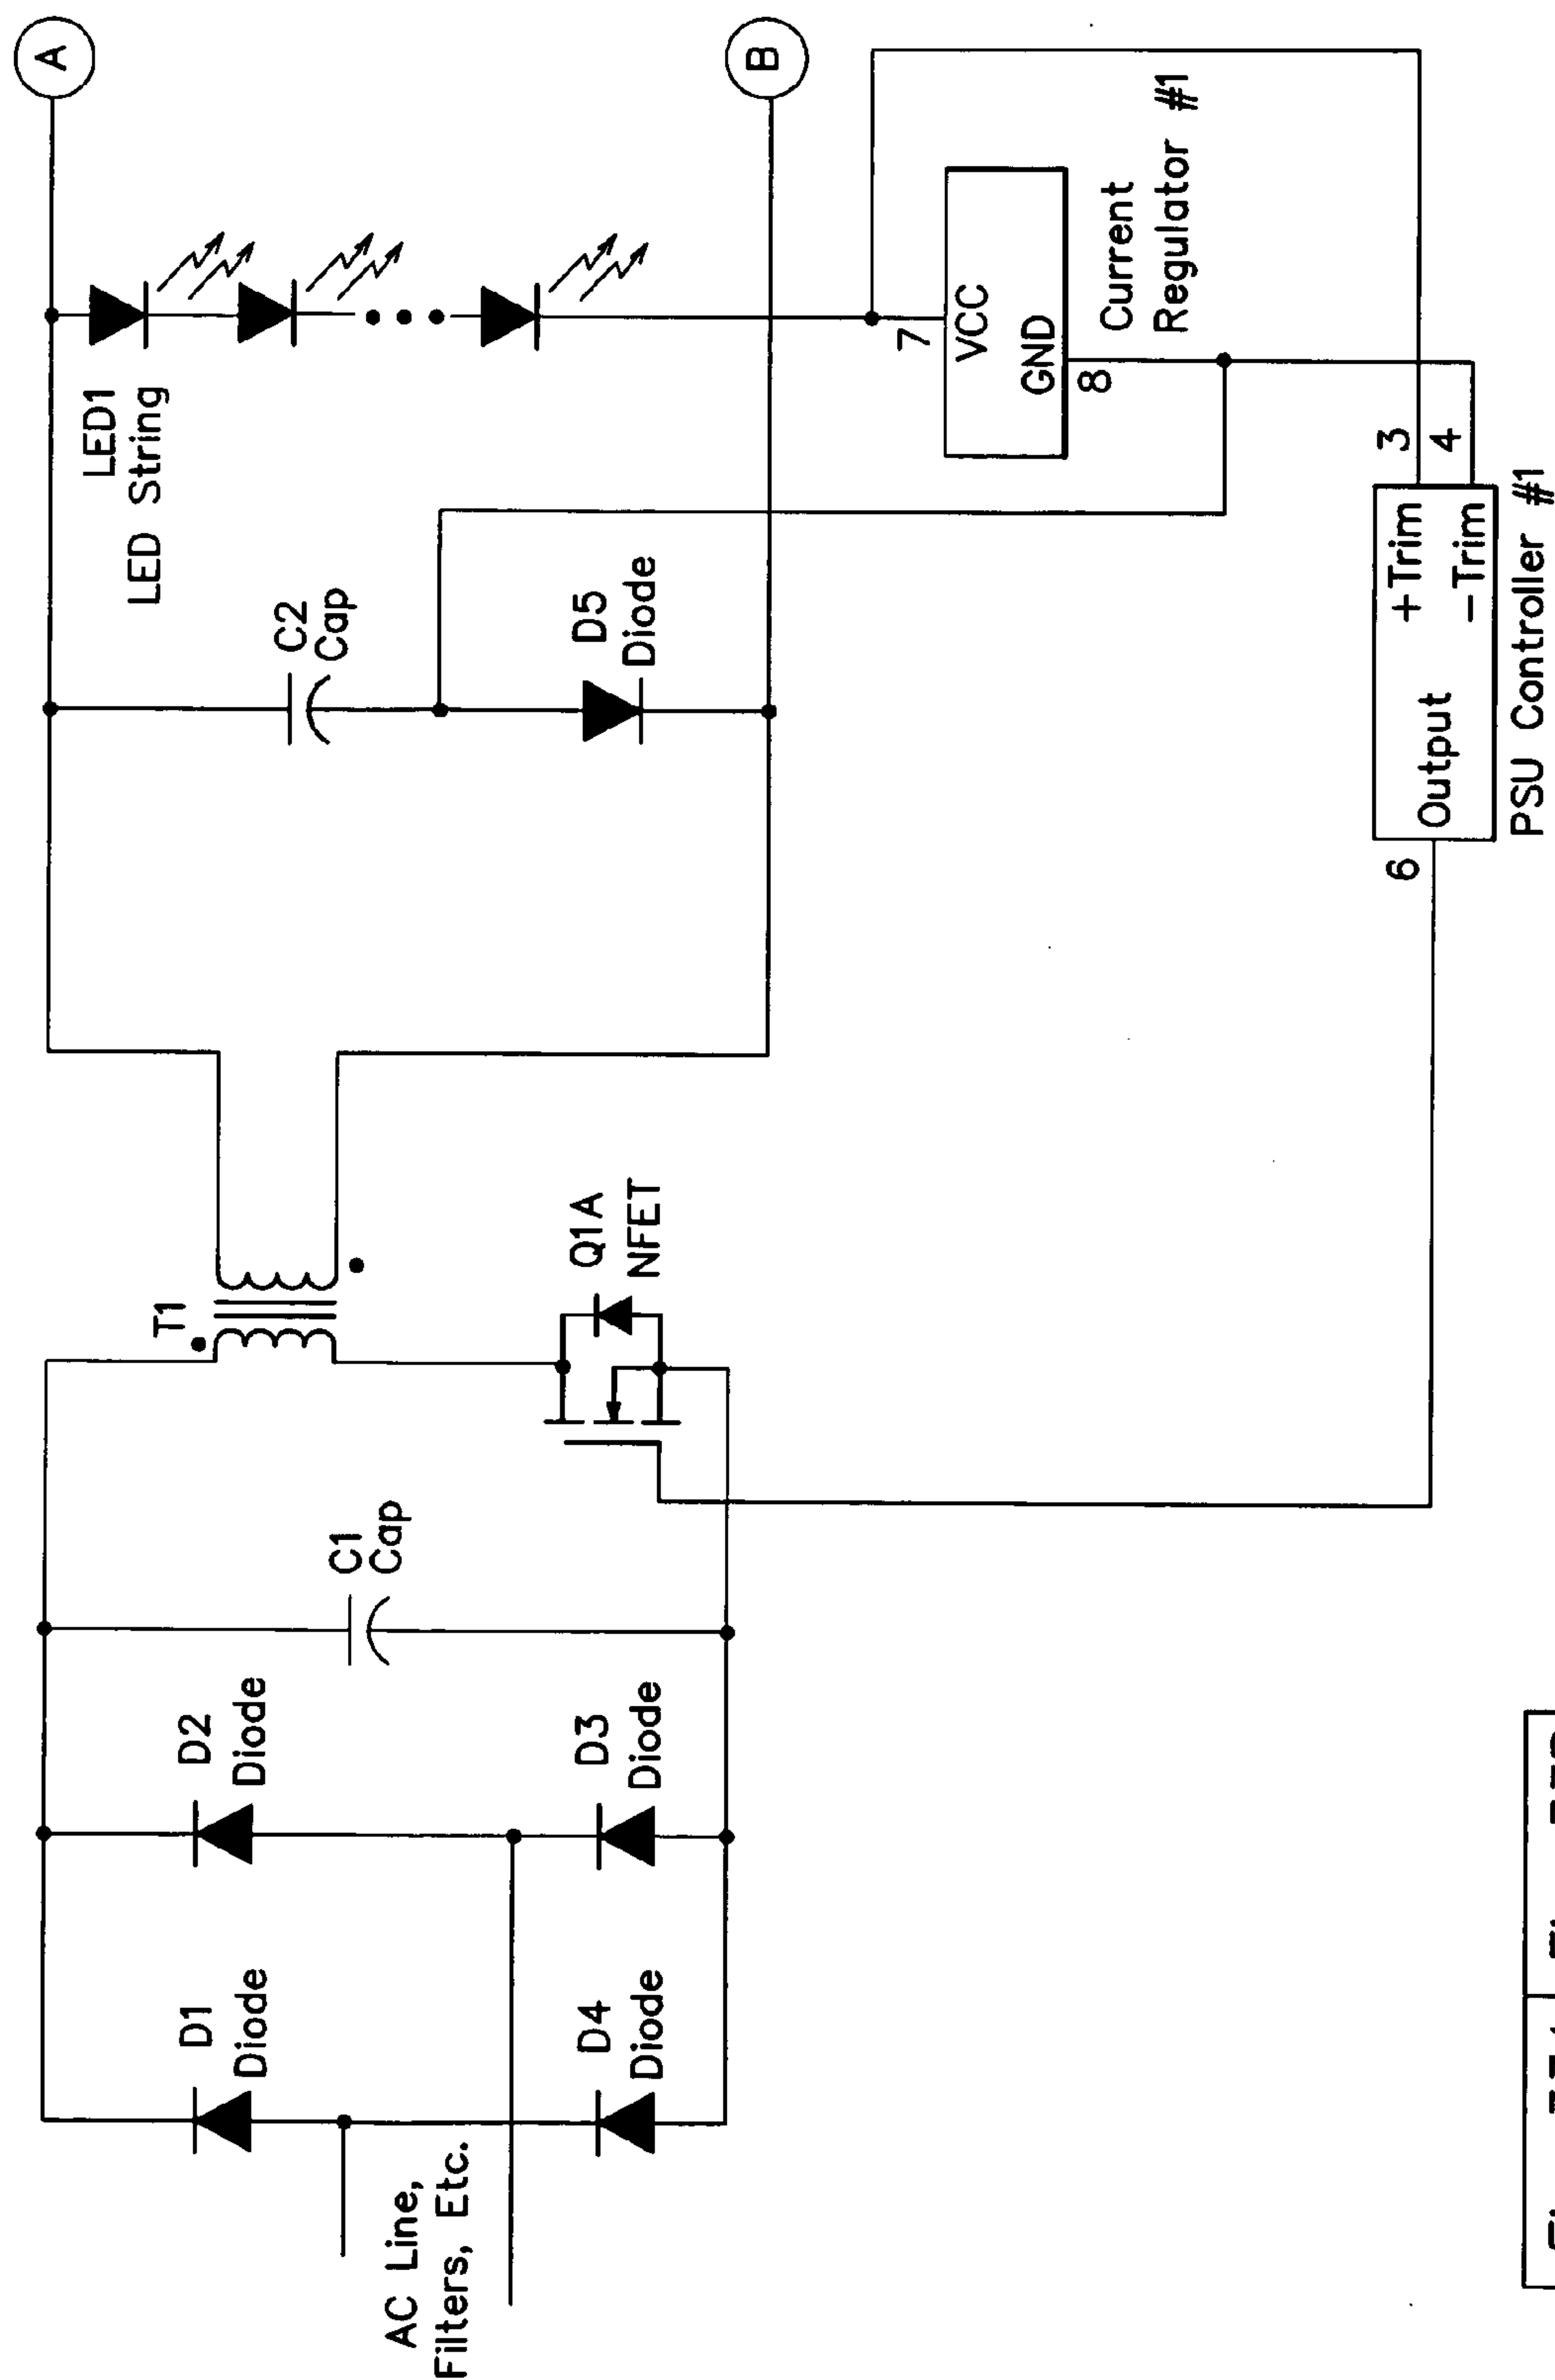 AC Line,
Filters, Etc.
D1
Diode
D4
Diode
D2
Diode
D3
Diode
C1
Cap
T1
Q1A
NFET
C2
Cap
D5
Diode
LED1
LED String
A
B
7
VCC
GND
8
Current
Regulator #1
3
4
+Trim
−Trim
Output
6
PSU Controller #1